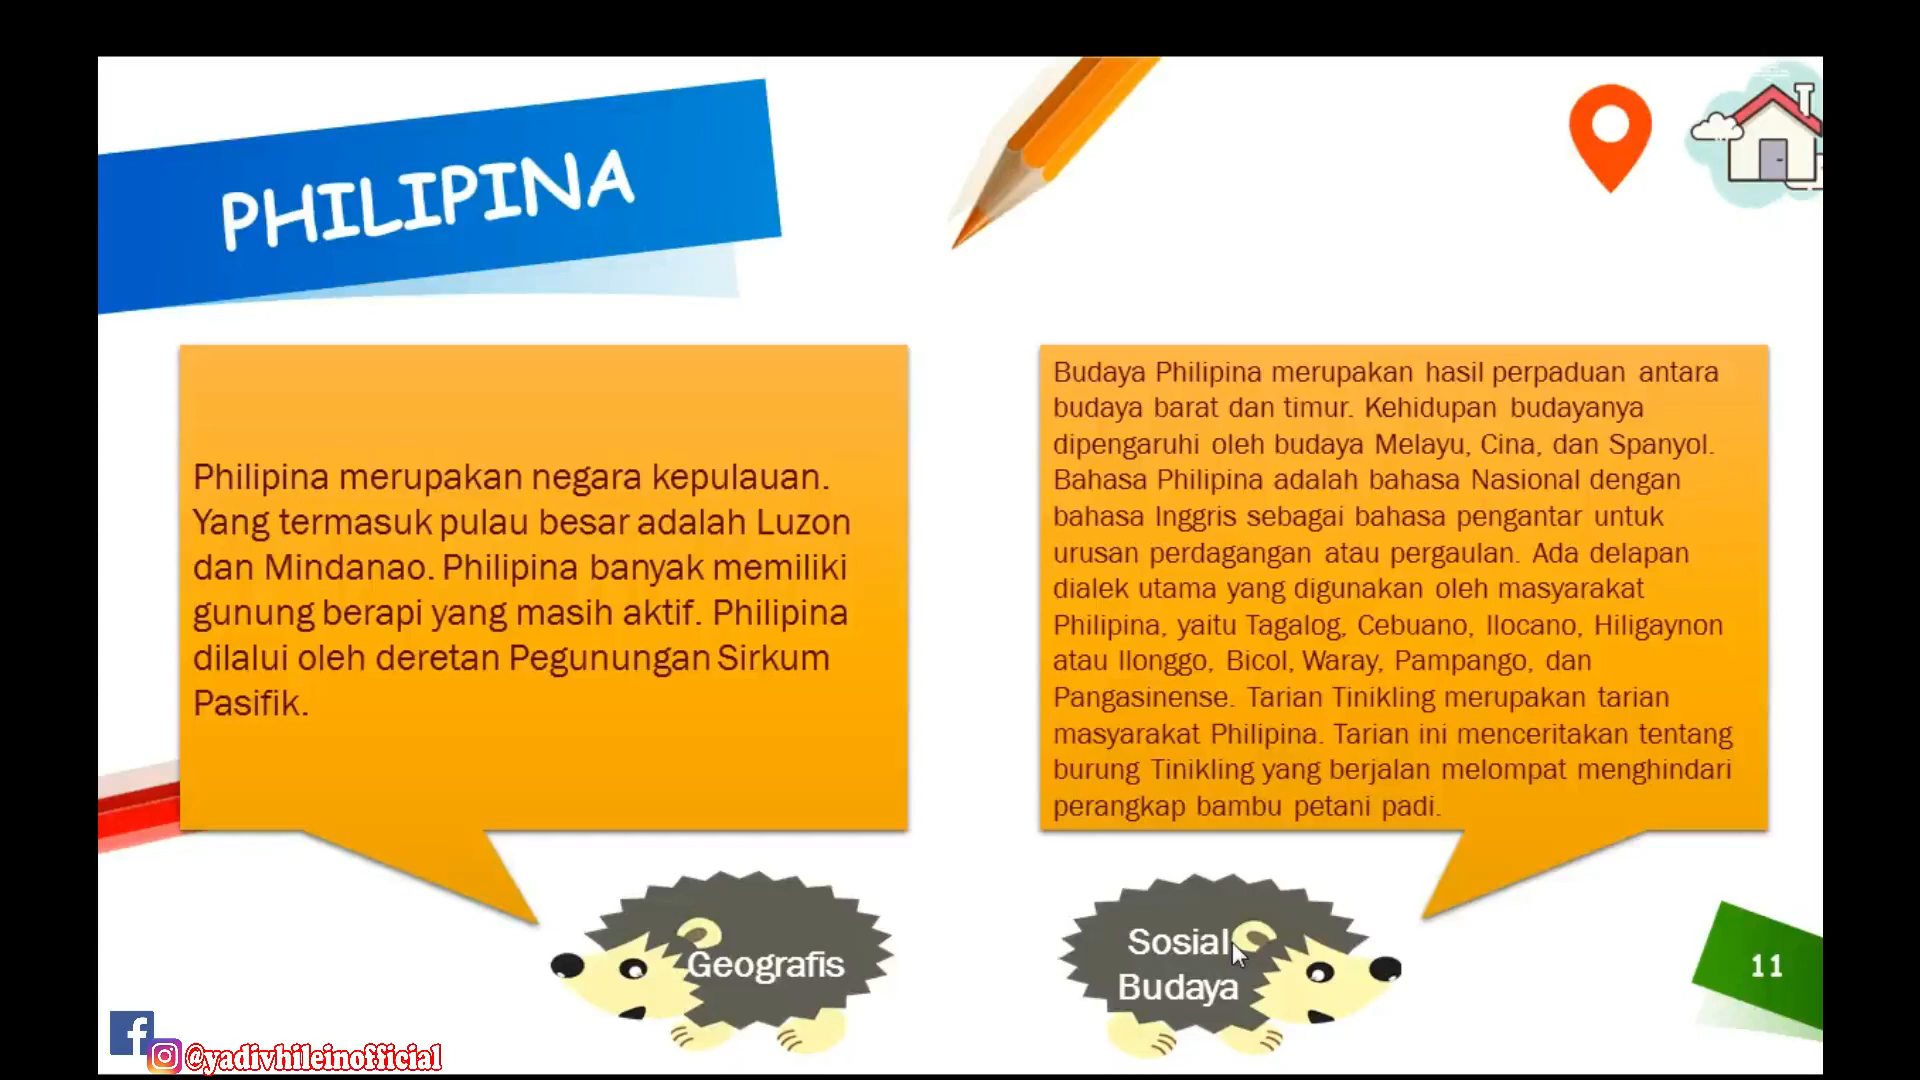 PHILIPINA
Philipina merupakan negara kepulauan.
Yang termasuk pulau besar adalah Luzon
dan Mindanao. Philipina banyak memiliki
gunung berapi yang masih aktif. Philipina
dilalui oleh deretan Pegunungan Sirkum
Pasifik.
Budaya Philipina merupakan hasil perpaduan antara
budaya barat dan timur. Kehidupan budayanya
dipengaruhi oleh budaya Melayu, Cina, dan Spanyol.
Bahasa Philipina adalah bahasa Nasional dengan
bahasa Inggris sebagai bahasa pengantar untuk
urusan perdagangan atau pergaulan. Ada delapan
dialek utama yang digunakan oleh masyarakat
Philipina, yaitu Tagalog, Cebuano, Ilocano, Hiligaynon
atau Ilonggo, Bicol, Waray, Pampango, dan
Pangasinense. Tarian Tinikling merupakan tarian
masyarakat Philipina. Tarian ini menceritakan tentang
burung Tinikling yang berjalan melompat menghindari
perangkap bambu petani padi.
Geografis
Sosial
Budaya
11
@yadivhileinofficial